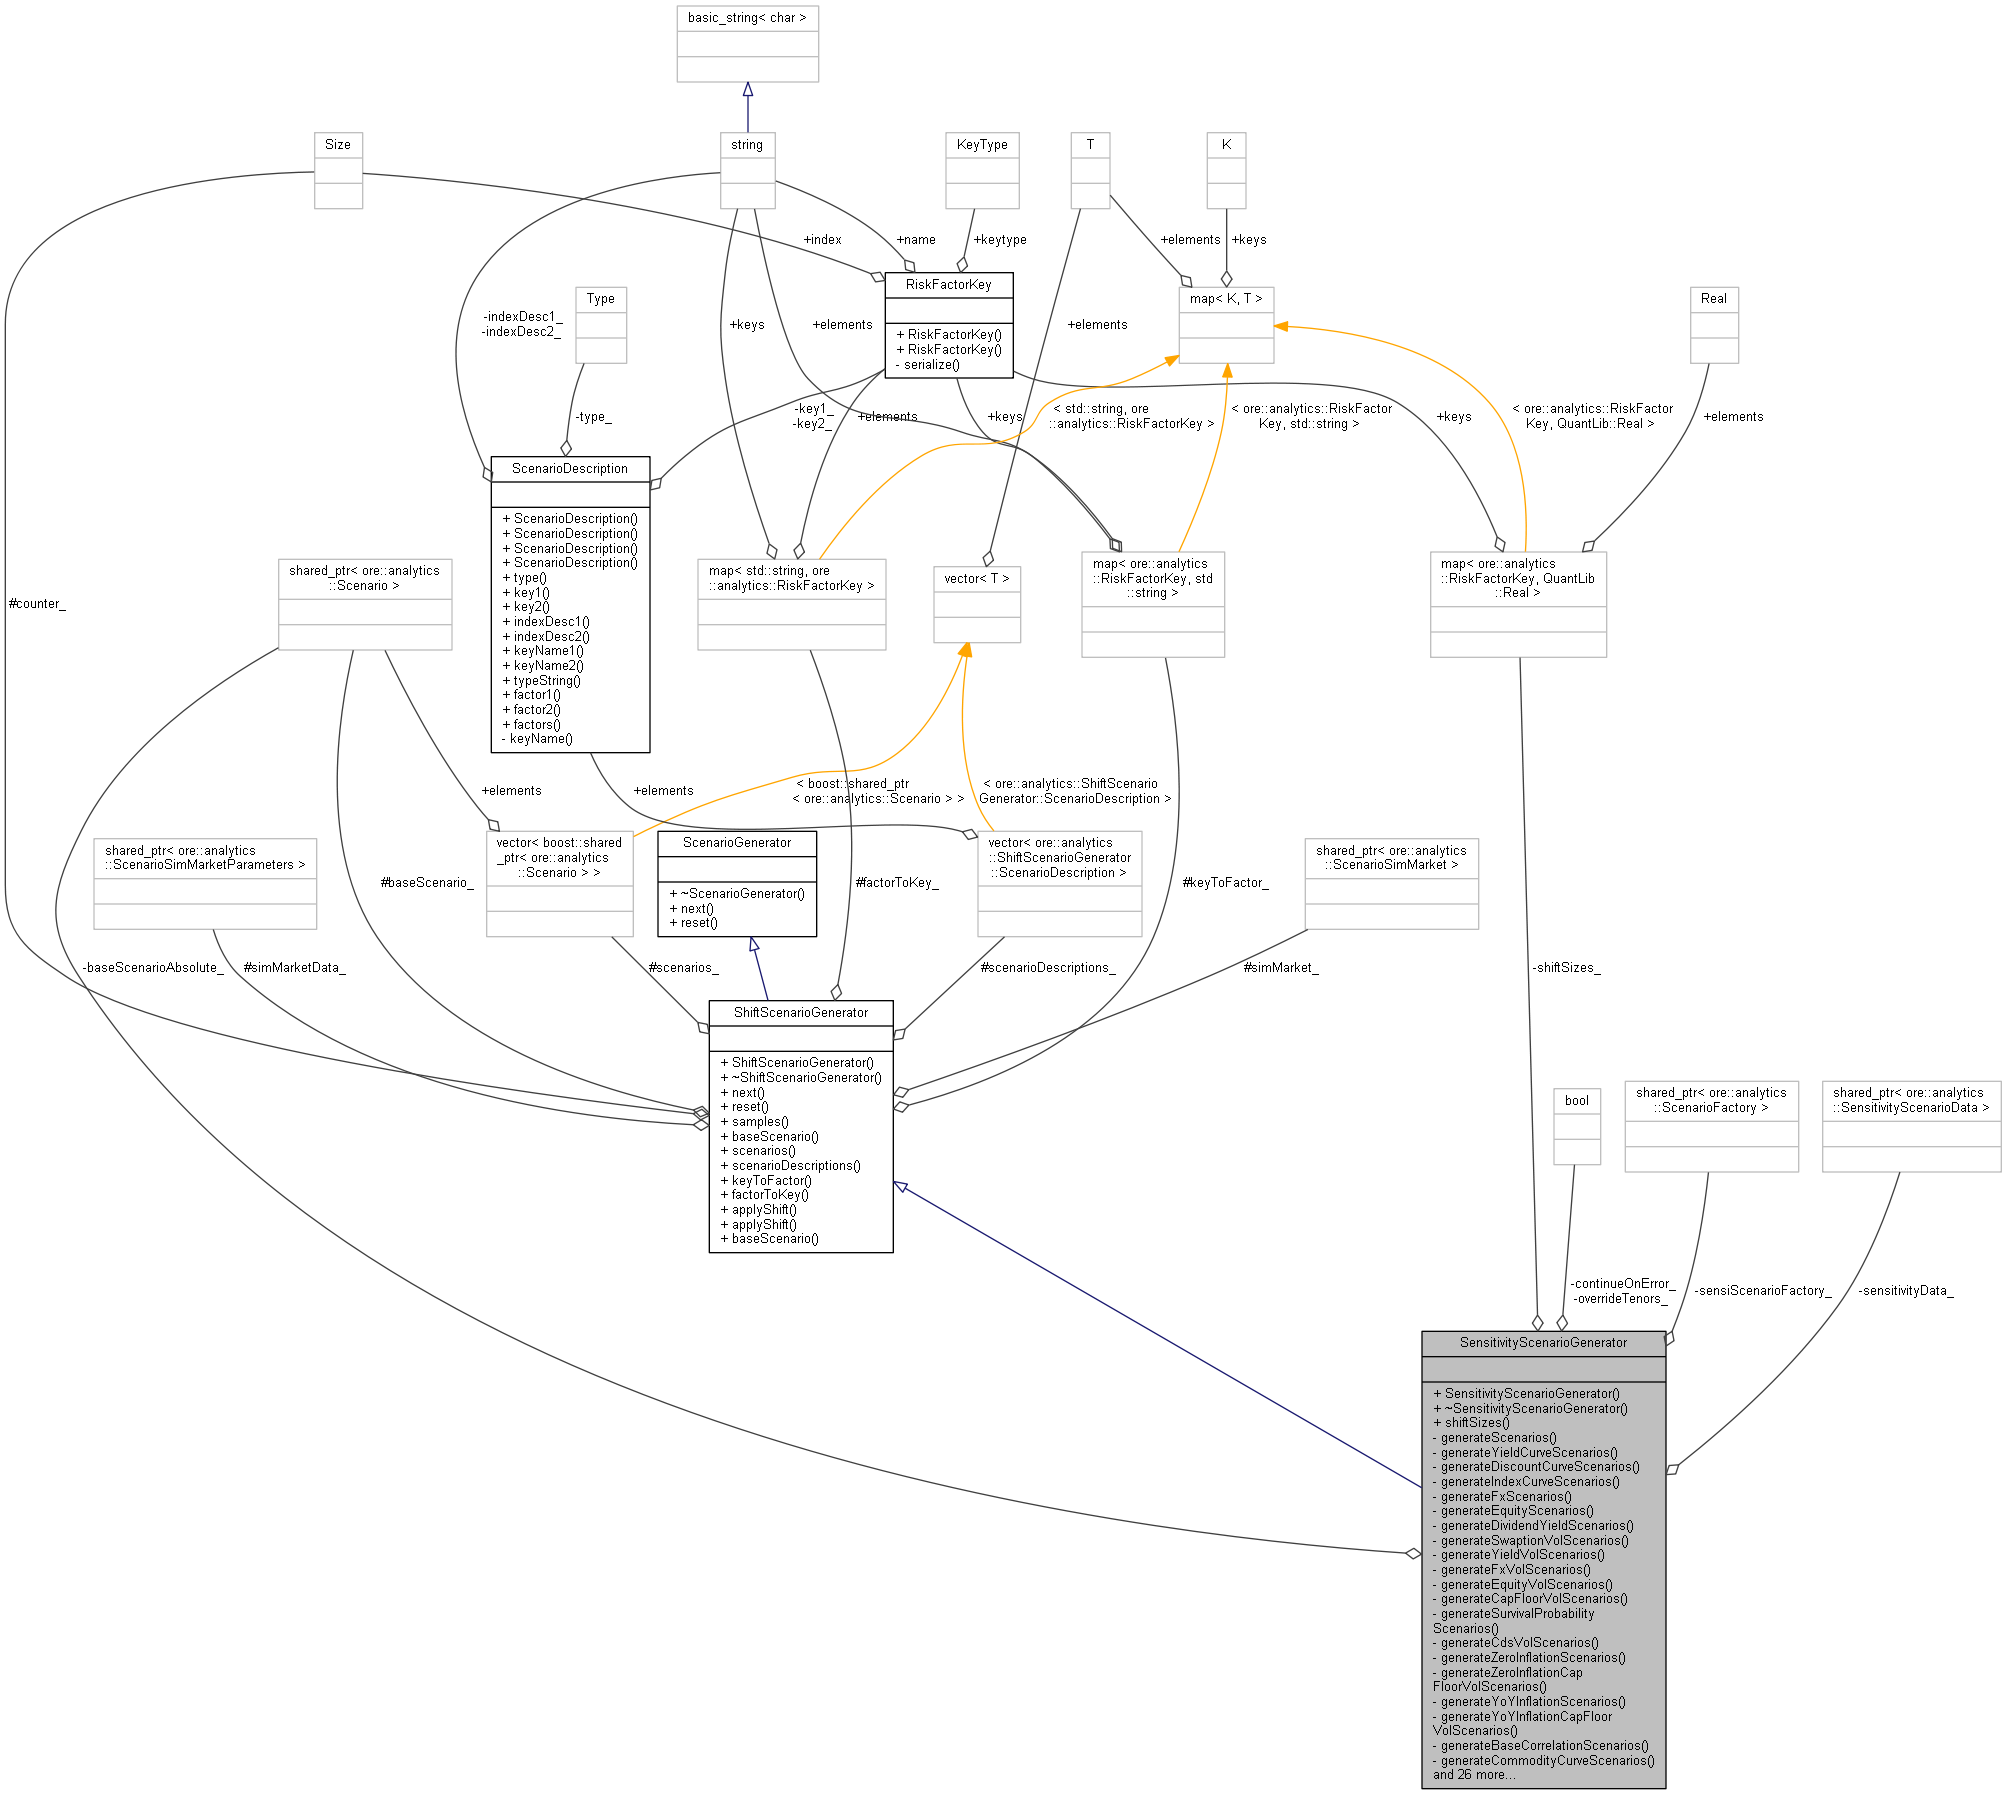 basic_string< char >
Size
string
KeyType
T
K
+index
+name
+keytype
+elements
+keys
RiskFactorKey
+ RiskFactorKey()
+ RiskFactorKey()
- serialize()
Type
map< K, T >
Real
-indexDesc1_
-indexDesc2_
+keys
+elements
+elements
-type_
-key1_
-key2_
+elements
+keys
< std::string, ore
::analytics::RiskFactorKey >
< ore::analytics::RiskFactor
Key, std::string >
+keys
< ore::analytics::RiskFactor
Key, QuantLib::Real >
+elements
ScenarioDescription
+ ScenarioDescription()
+ ScenarioDescription()
+ ScenarioDescription()
+ ScenarioDescription()
+ type()
+ key1()
+ key2()
+ indexDesc1()
+ indexDesc2()
+ keyName1()
+ keyName2()
+ typeString()
+ factor1()
+ factor2()
+ factors()
- keyName()
#counter_
shared_ptr< ore::analytics
::Scenario >
map< std::string, ore
::analytics::RiskFactorKey >
vector< T >
map< ore::analytics
::RiskFactorKey, std
::string >
map< ore::analytics
::RiskFactorKey, QuantLib
::Real >
+elements
+elements
< boost::shared_ptr
< ore::analytics::Scenario > >
< ore::analytics::ShiftScenario
Generator::ScenarioDescription >
shared_ptr< ore::analytics
::ScenarioSimMarketParameters >
#baseScenario_
vector< boost::shared
_ptr< ore::analytics
::Scenario > >
ScenarioGenerator
+ ~ScenarioGenerator()
+ next()
+ reset()
#factorToKey_
vector< ore::analytics
::ShiftScenarioGenerator
::ScenarioDescription >
#keyToFactor_
shared_ptr< ore::analytics
::ScenarioSimMarket >
-baseScenarioAbsolute_
#simMarketData_
#scenarios_
#scenarioDescriptions_
#simMarket_
-shiftSizes_
ShiftScenarioGenerator
+ ShiftScenarioGenerator()
+ ~ShiftScenarioGenerator()
+ next()
+ reset()
+ samples()
+ baseScenario()
+ scenarios()
+ scenarioDescriptions()
+ keyToFactor()
+ factorToKey()
+ applyShift()
+ applyShift()
+ baseScenario()
bool
shared_ptr< ore::analytics
::ScenarioFactory >
shared_ptr< ore::analytics
::SensitivityScenarioData >
-continueOnError_
-overrideTenors_
-sensiScenarioFactory_
-sensitivityData_
SensitivityScenarioGenerator
+ SensitivityScenarioGenerator()
+ ~SensitivityScenarioGenerator()
+ shiftSizes()
- generateScenarios()
- generateYieldCurveScenarios()
- generateDiscountCurveScenarios()
- generateIndexCurveScenarios()
- generateFxScenarios()
- generateEquityScenarios()
- generateDividendYieldScenarios()
- generateSwaptionVolScenarios()
- generateYieldVolScenarios()
- generateFxVolScenarios()
- generateEquityVolScenarios()
- generateCapFloorVolScenarios()
- generateSurvivalProbability
Scenarios()
- generateCdsVolScenarios()
- generateZeroInflationScenarios()
- generateZeroInflationCap
FloorVolScenarios()
- generateYoYInflationScenarios()
- generateYoYInflationCapFloor
VolScenarios()
- generateBaseCorrelationScenarios()
- generateCommodityCurveScenarios()
and 26 more...